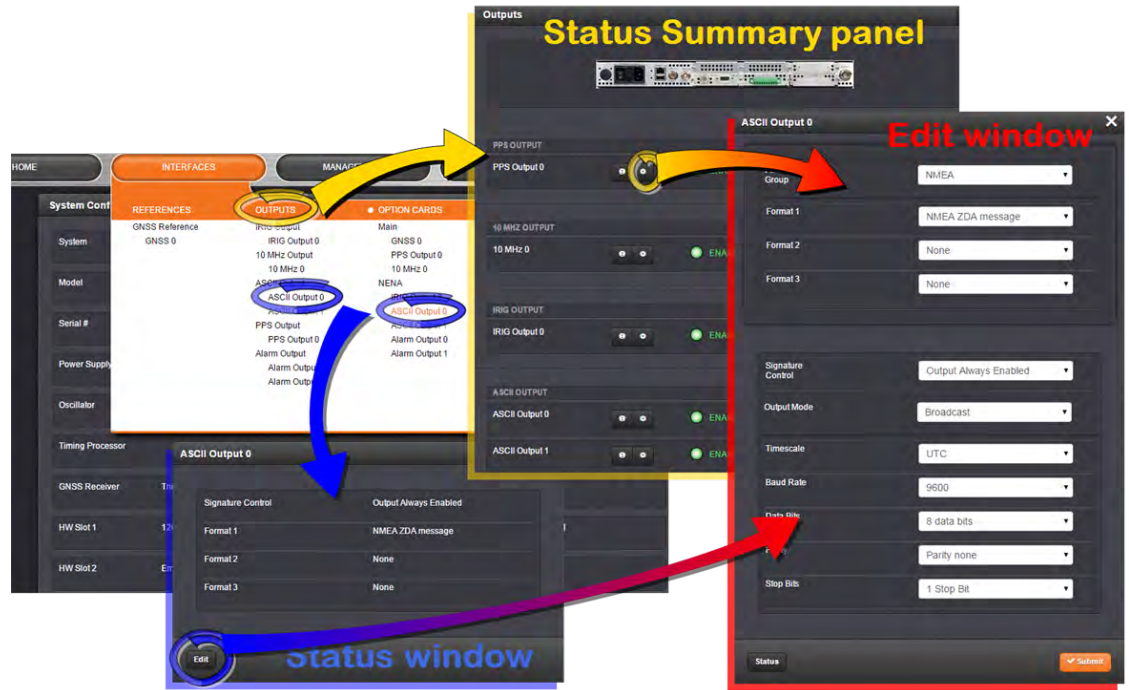 Outputs
Status Summary panel
ASCII Output 0
Edit window
PPS OUTPUT
PPS Output 0
Group
NMEA
Format 1
NMEA ZDA message
Format 2
None
Format 3
None
10 MHZ OUTPUT
10 MHz 0
IRIG OUTPUT
IRIG Output 0
ASCII OUTPUT
ASCII Output 0
ASCII Output 1
Signature
Control
Output Always Enabled
Output Mode
Broadcast
Timescale
UTC
Baud Rate
9600
Data Bits
8 data bits
Parity none
Stop Bits
1 Stop Bit
Status
Submit
HOME
INTERFACES
REFERENCES
OUTPUTS
OPTION CARDS
GNSS Reference
GNSS 0
IRIG Output
IRIG Output 0
10 MHz Output
10 MHz 0
ASCII Output 0
PPS Output
PPS Output 0
Alarm Output
Main
GNSS 0
PPS Output 0
10 MHz 0
NENA
ASCII Output 0
Alarm Output 0
Alarm Output 1
System
Model
Serial #
Power Supply
Oscillator
Timing Processor
GNSS Receiver
HW Slot 1
HW Slot 2
ASCII Output 0
Signature Control
Output Always Enabled
Format 1
NMEA ZDA message
Format 2
None
Format 3
None
Edit
Status window